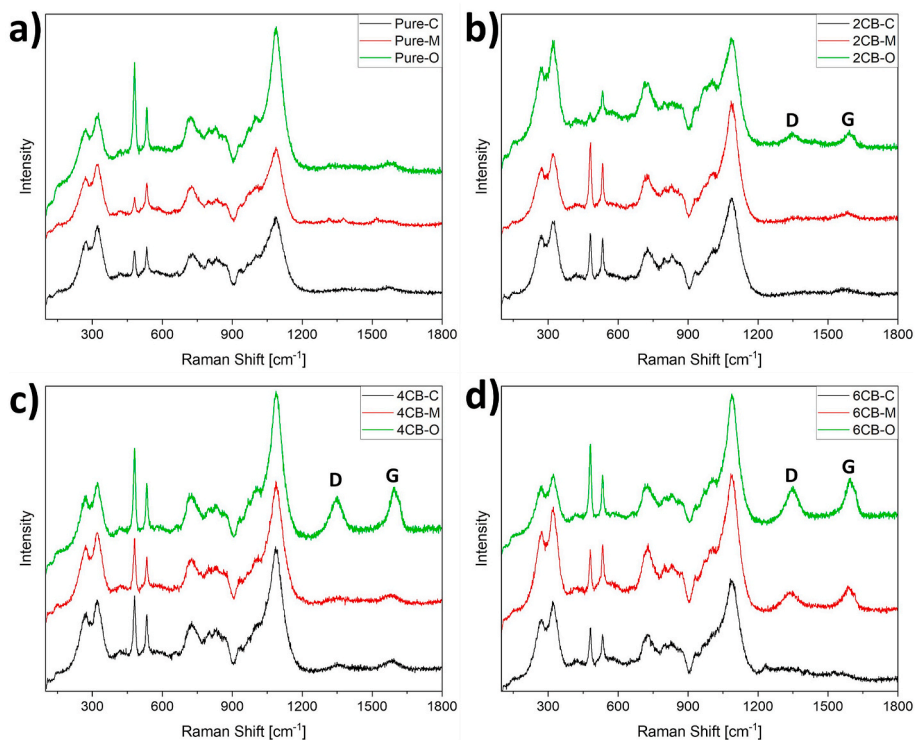 a)
Pure-C
Pure-M
Pure-O
Intensity
300 600 900 1200 1500 1800
Raman Shift [cm-1]
b)
2CB-C
2CB-M
2CB-O
D G
Intensity
300 600 900 1200 1500 1800
Raman Shift [cm-1]
c)
4CB-C
4CB-M
4CB-O
D G
Intensity
300 600 900 1200 1500 1800
Raman Shift [cm-1]
d)
6CB-C
6CB-M
6CB-O
D G
Intensity
300 600 900 1200 1500 1800
Raman Shift [cm-1]